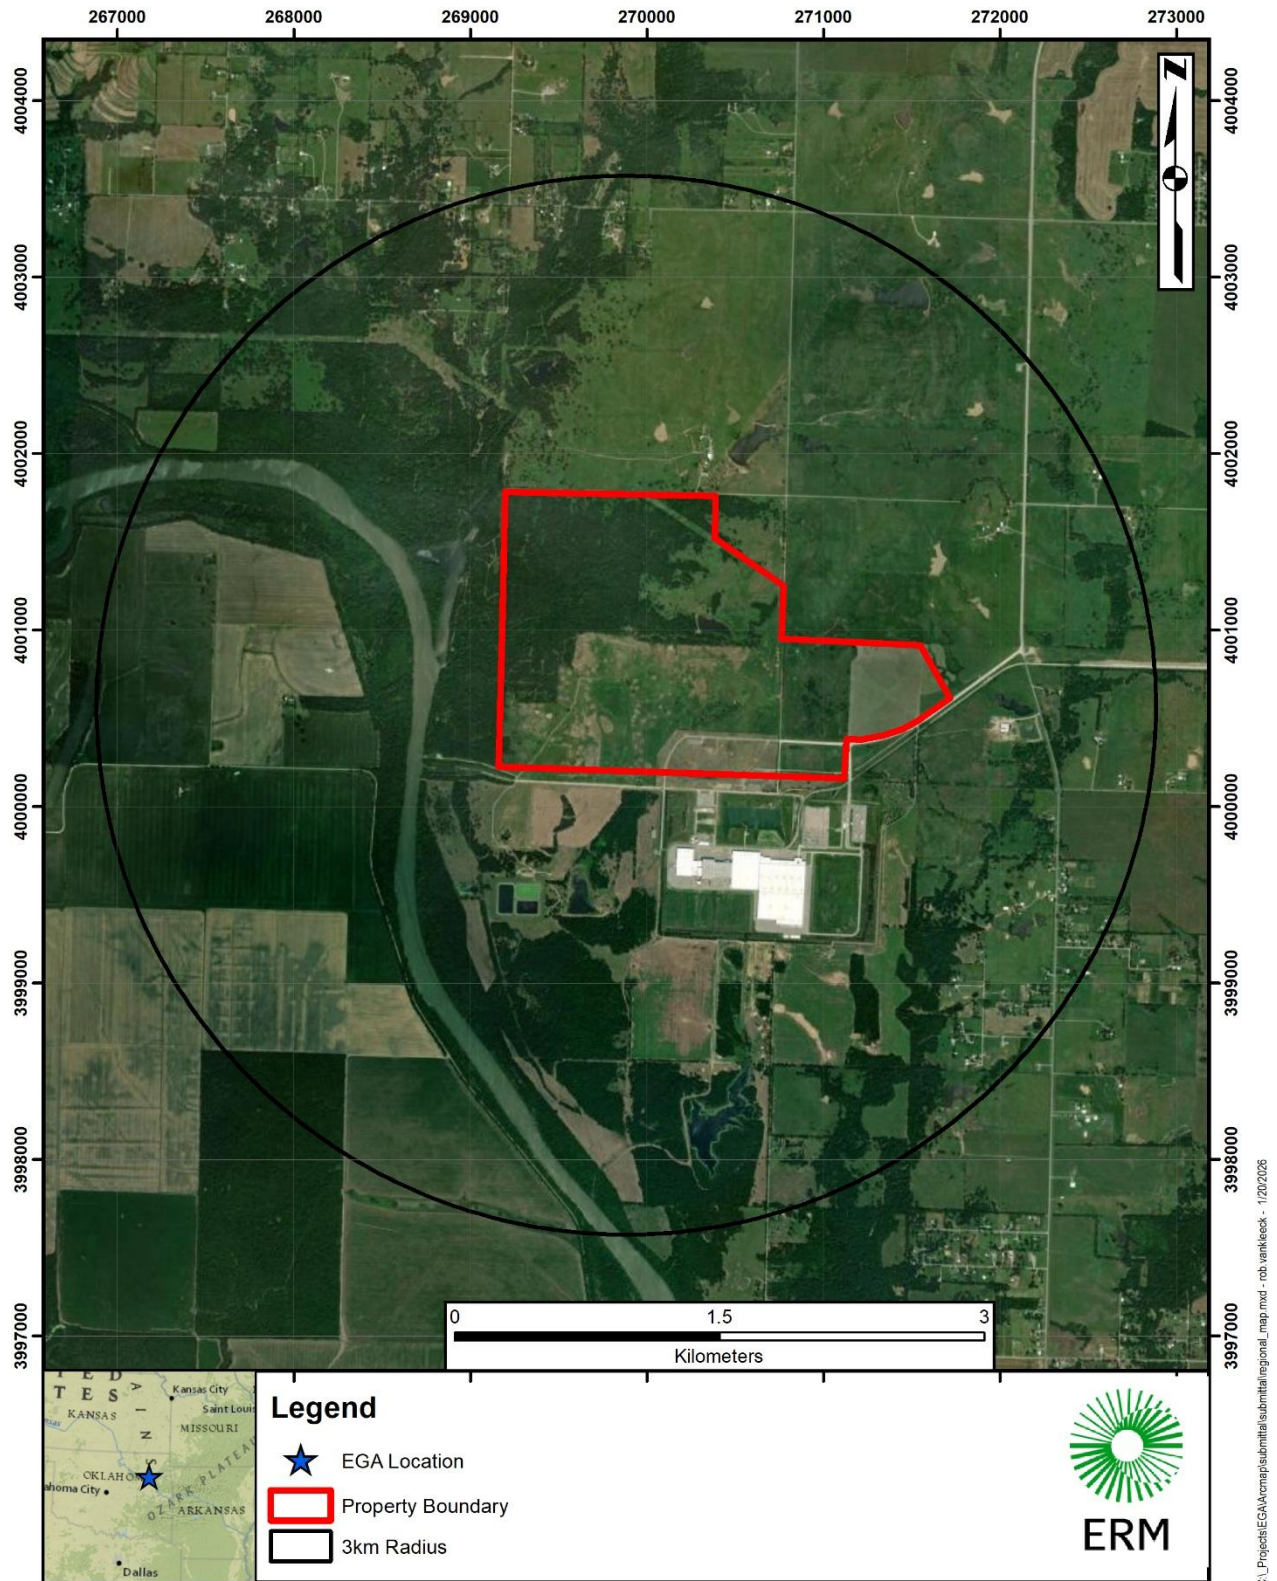 267000 268000 269000 270000 271000 272000 273000
4004000 4004000
4003000 4003000
4002000 4002000
4001000 4001000
4000000 4000000
3999000 3999000
3998000 3998000
3997000 3997000
Z
0 1.5 3
Kilometers
T E D
T E S
A
I
N
S
KANSAS
Kansas City
Saint Louis
MISSOURI
OKLAHO
ahoma City
OZARK PLATEAU
ARKANSAS
Dallas
Legend
EGA Location
Property Boundary
3km Radius
ERM
_Projects\EGA\Arcmap\submittal\submittal\regional_map.mxd - rob.vankleeck - 1/20/2026